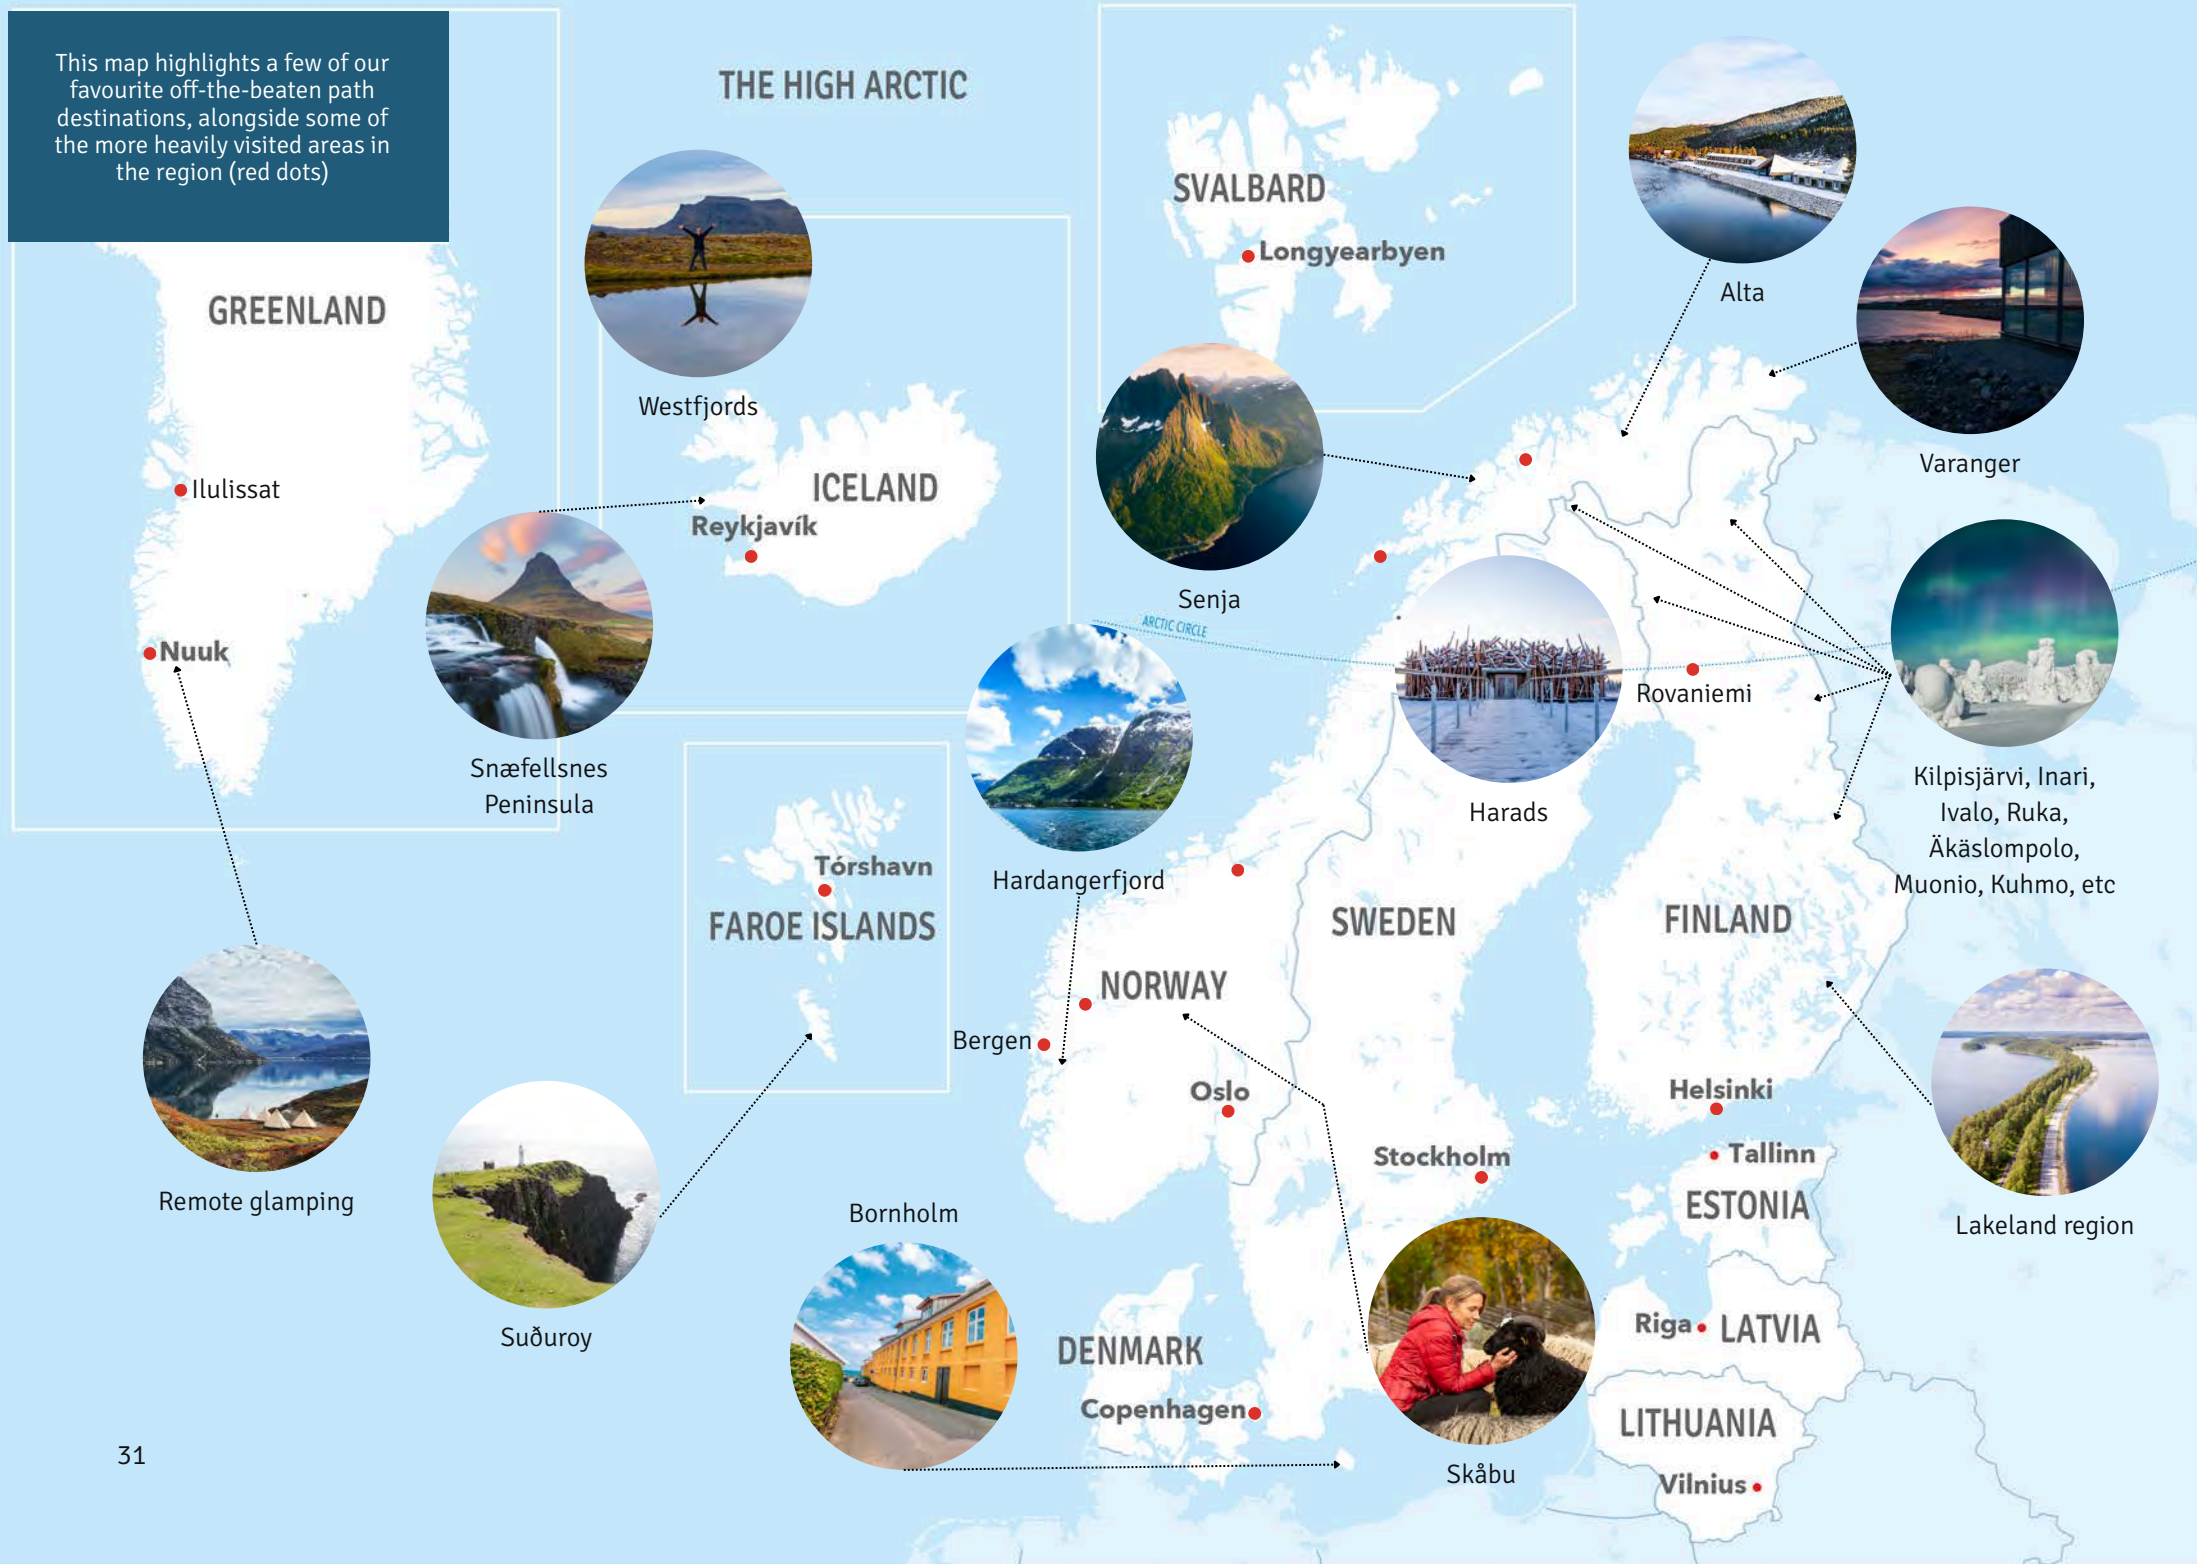 This map highlights a few of our
favourite off-the-beaten path
destinations, alongside some of
the more heavily visited areas in
the region (red dots)
THE HIGH ARCTIC
SVALBARD
Longyearbyen
Alta
GREENLAND
Westfjords
Varanger
ICELAND
Ilulissat
Reykjavík
Senja
ARCTIC CIRCLE
Nuuk
Rovaniemi
Snæfellsnes
Peninsula
Harads
Kilpisjärvi, Inari,
Ivalo, Ruka,
Äkäslompolo,
Muonio, Kuhmo, etc
Tórshavn
Hardangerfjord
FAROE ISLANDS
SWEDEN
FINLAND
NORWAY
Bergen
Oslo
Helsinki
Stockholm
Tallinn
Remote glamping
Bornholm
ESTONIA
Lakeland region
Suðuroy
DENMARK
Riga
LATVIA
Copenhagen
LITHUANIA
31
Skåbu
Vilnius